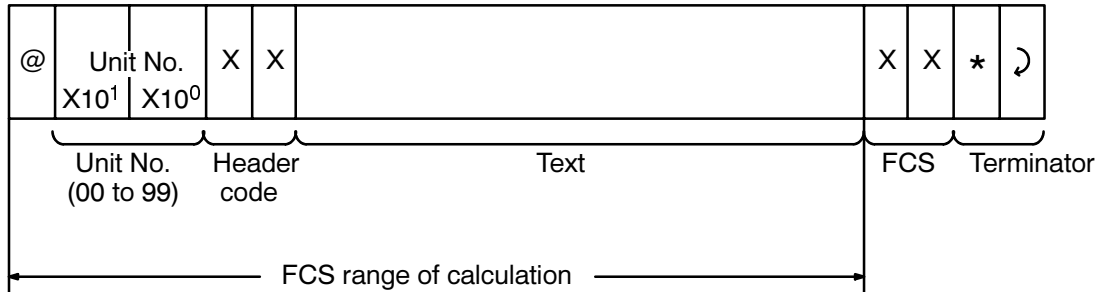 @ Unit No. X X X X * ⤸
X10¹ X10⁰
Unit No. Header Text FCS Terminator
(00 to 99) code
FCS range of calculation